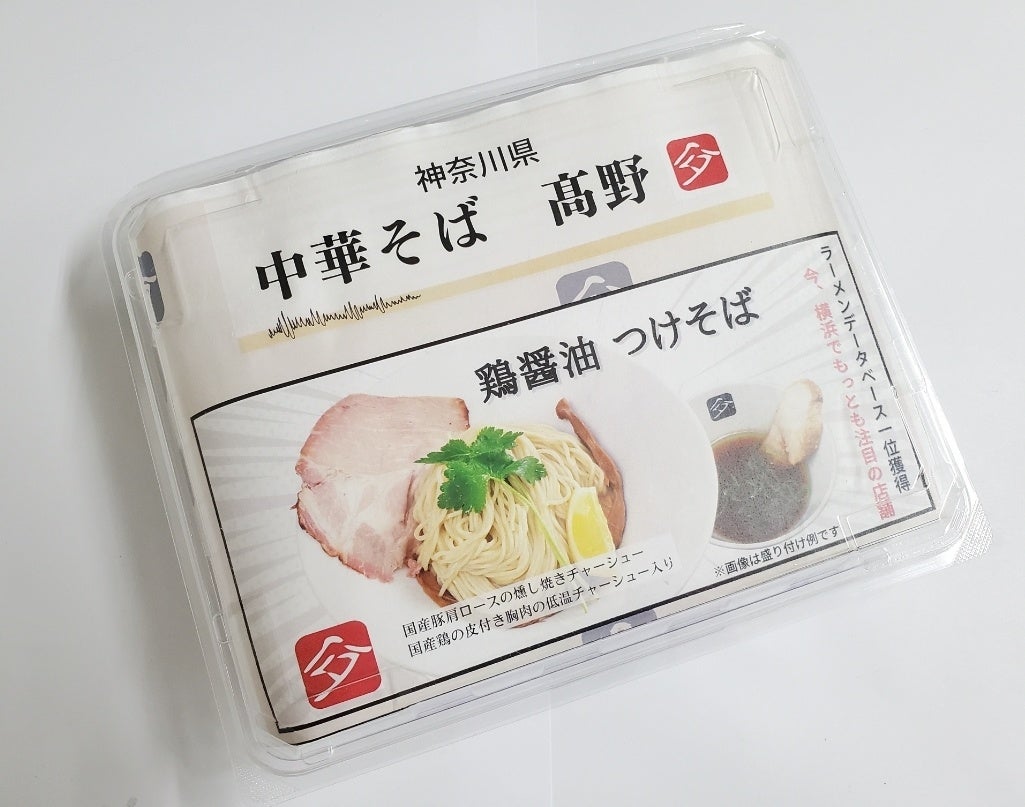 神奈川県
中華そば 髙野
鶏醤油 つけそば
ラーメンデータベース一位獲得
今、横浜でもっとも注目の店舗
※画像は盛り付け例です
国産豚肩ロースの燻し焼きチャーシュー
国産鶏の皮付き胸肉の低温チャーシュー入り